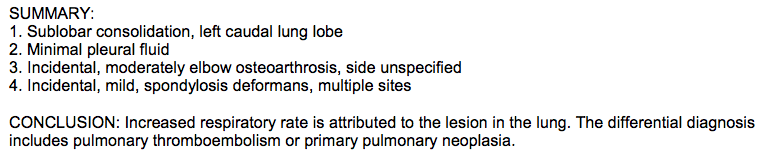 SUMMARY:
1. Sublobar consolidation, left caudal lung lobe
2. Minimal pleural fluid
3. Incidental, moderately elbow osteoarthrosis, side unspecified
4. Incidental, mild, spondylosis deformans, multiple sites
CONCLUSION: Increased respiratory rate is attributed to the lesion in the lung. The differential diagnosis
includes pulmonary thromboembolism or primary pulmonary neoplasia.